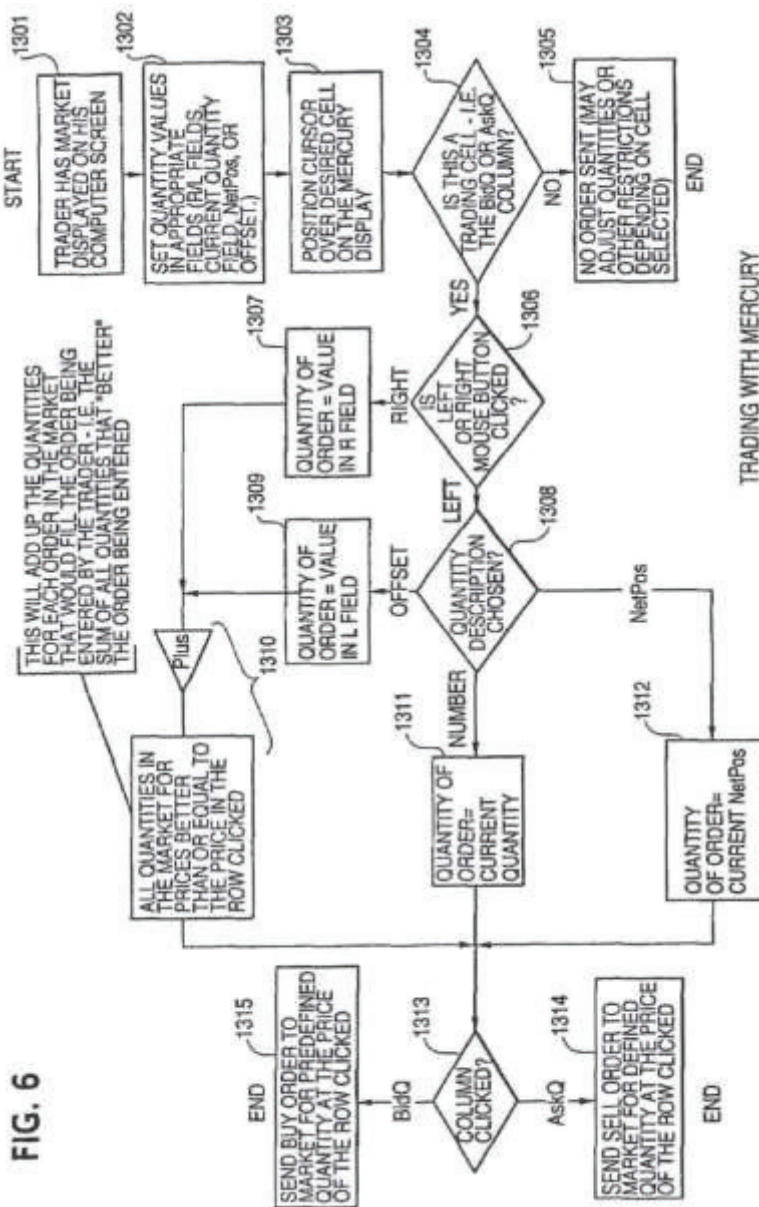 FIG. 6
START
1301
TRADER HAS MARKET
DISPLAYED ON HIS
COMPUTER SCREEN
1302
SET QUANTITY VALUES
IN APPROPRIATE
FIELDS (R/L FIELDS,
CURRENT QUANTITY
FIELD, NetPos, OR
OFFSET.)
1303
POSITION CURSOR
OVER DESIRED CELL
ON THE MERCURY
DISPLAY
1304
IS THIS A
TRADING CELL - I.E.
THE BidQ OR AskQ
COLUMN?
NO
1305
NO ORDER SENT (MAY
ADJUST QUANTITIES OR
OTHER RESTRICTIONS
DEPENDING ON CELL
SELECTED)
END
YES
1306
IS
LEFT
OR RIGHT
MOUSE BUTTON
CLICKED
?
RIGHT
1307
QUANTITY OF
ORDER = VALUE
IN R FIELD
LEFT
1308
QUANTITY
DESCRIPTION
CHOSEN?
OFFSET
1309
QUANTITY OF
ORDER = VALUE
IN L FIELD
Plus
1310
ALL QUANTITIES IN
THE MARKET FOR
PRICES BETTER
THAN OR EQUAL TO
THE PRICE IN THE
ROW CLICKED
THIS WILL ADD UP THE QUANTITIES
FOR EACH ORDER IN THE MARKET
THAT WOULD FILL THE ORDER BEING
ENTERED BY THE TRADER - I.E. THE
SUM OF ALL QUANTITIES THAT "BETTER"
THE ORDER BEING ENTERED
NUMBER
1311
QUANTITY OF
ORDER=
CURRENT
QUANTITY
NetPos
1312
QUANTITY
OF ORDER=
CURRENT NetPos
1313
COLUMN
CLICKED?
BidQ
1315
SEND BUY ORDER TO
MARKET FOR PREDEFINED
QUANTITY AT THE PRICE
OF THE ROW CLICKED
END
AskQ
1314
SEND SELL ORDER TO
MARKET FOR DEFINED
QUANTITY AT THE PRICE
OF THE ROW CLICKED
END
TRADING WITH MERCURY